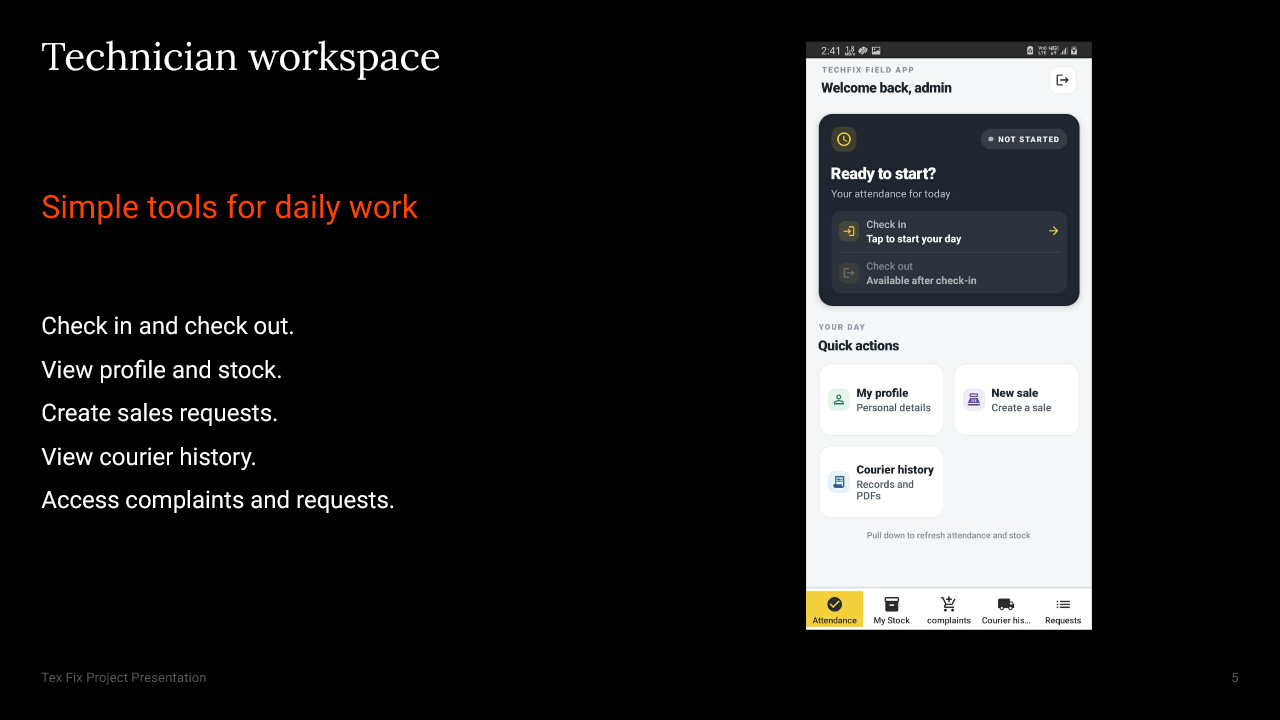 Technician workspace
Simple tools for daily work
Check in and check out.
View profile and stock.
Create sales requests.
View courier history.
Access complaints and requests.
2:41
TECHFIX FIELD APP
Welcome back, admin
NOT STARTED
Ready to start?
Your attendance for today
Check in
Tap to start your day
Check out
Available after check-in
YOUR DAY
Quick actions
My profile
Personal details
New sale
Create a sale
Courier history
Records and
PDFs
Pull down to refresh attendance and stock
Attendance
My Stock
complaints
Courier his...
Requests
Tex Fix Project Presentation
5